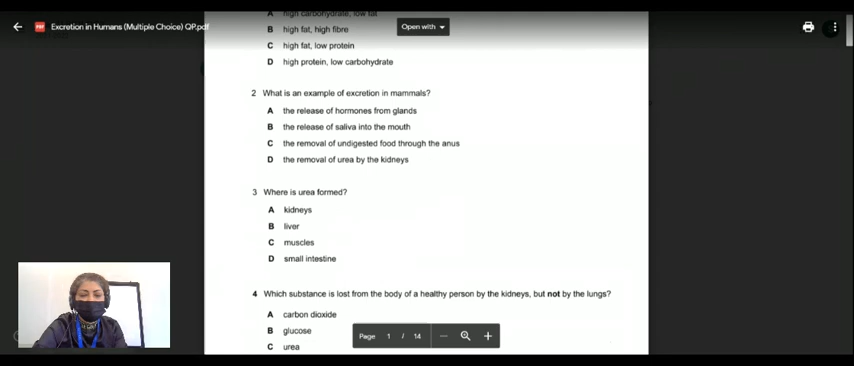 Excretion in Humans (Multiple Choice) QP.pdf
Open with
A high carbohydrate, low fat
B high fat, high fibre
C high fat, low protein
D high protein, low carbohydrate
2 What is an example of excretion in mammals?
A the release of hormones from glands
B the release of saliva into the mouth
C the removal of undigested food through the anus
D the removal of urea by the kidneys
3 Where is urea formed?
A kidneys
B liver
C muscles
D small intestine
4 Which substance is lost from the body of a healthy person by the kidneys, but not by the lungs?
A carbon dioxide
B glucose
C urea
Page 1 / 14